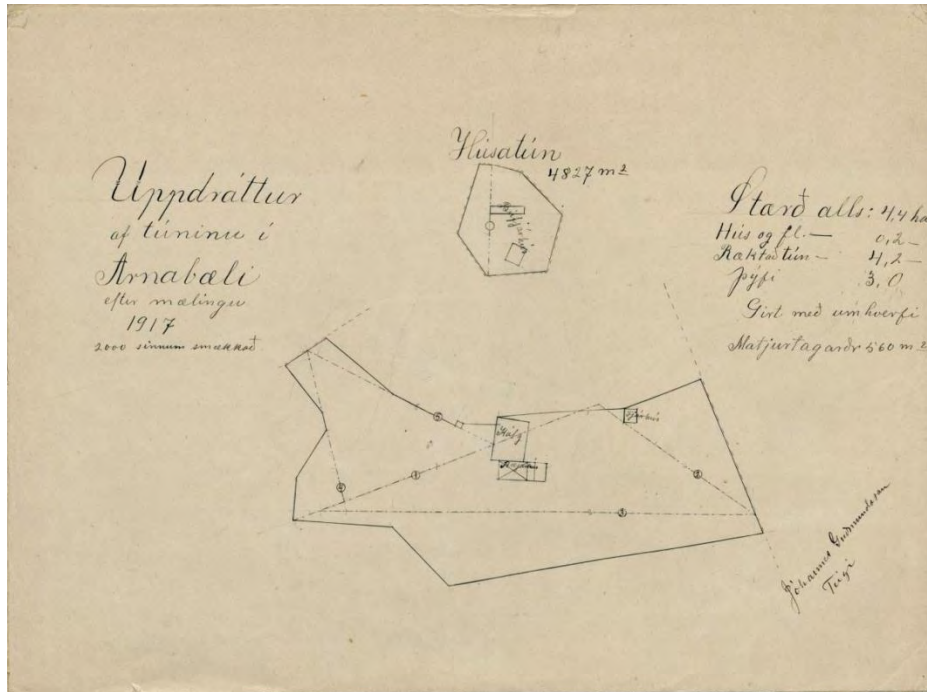 Uppdráttur
af túninu í
Arnabæli
eftir mælingu
1917
2000 sinnum smækkað.
Húsatún
4827 m²
Stærð alls: 4,4 ha
Hús og fl. — 0,2 —
Ræktað tún — 4,2 —
Þýfi 3,0
Girt með umhverfi
Matjurtagarðr 560 m²
Jóhannes Guðmundsson
Teigi